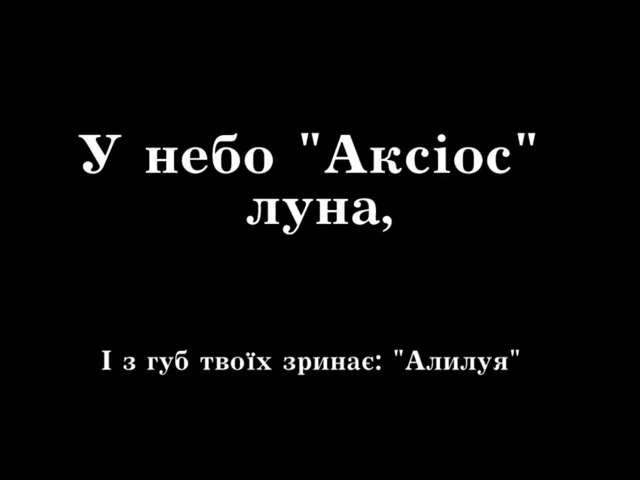 У небо "Аксіос"
луна,
І з губ твоїх зринає: "Алилуя"